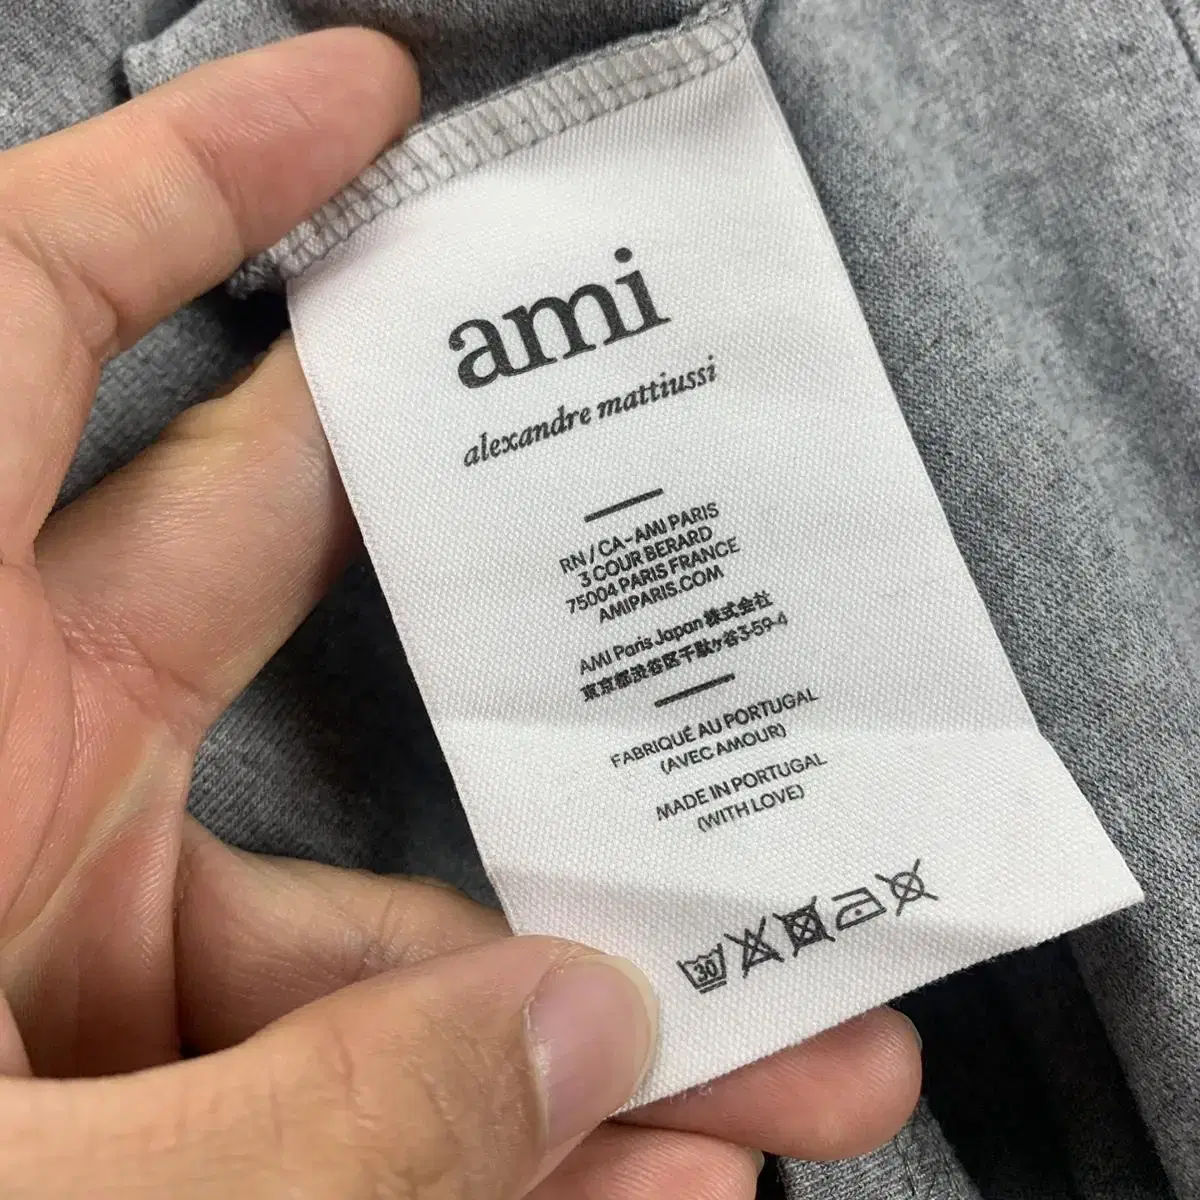 ami
alexandre mattiussi
RN / CA-AMI PARIS
3 COUR BERARD
75004 PARIS FRANCE
AMIPARIS.COM
AMI Paris Japan 株式会社
東京都渋谷区千駄ヶ谷3-59-4
FABRIQUÉ AU PORTUGAL
(AVEC AMOUR)
MADE IN PORTUGAL
(WITH LOVE)
30